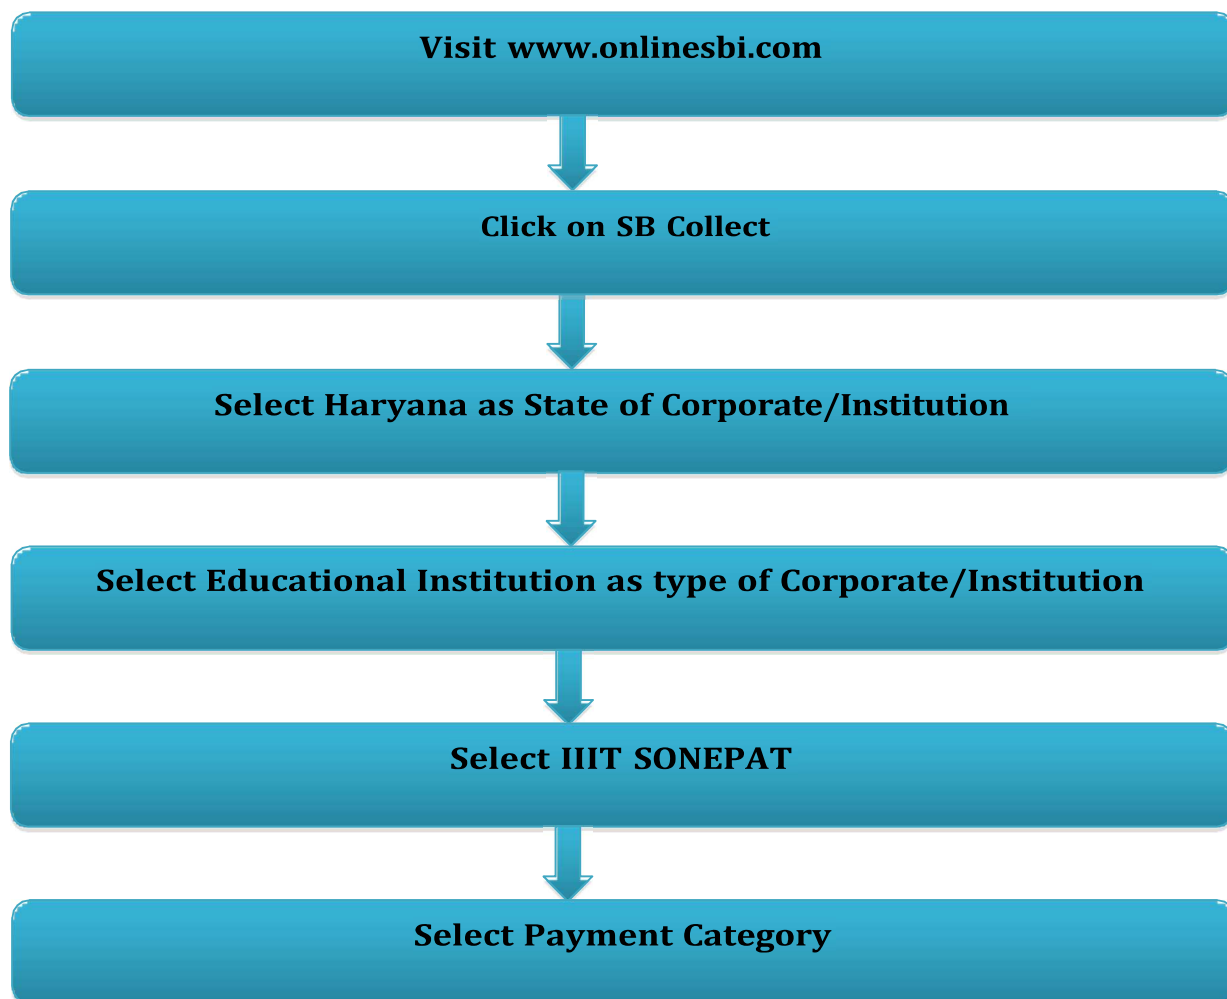 Visit www.onlinesbi.com
Click on SB Collect
Select Haryana as State of Corporate/Institution
Select Educational Institution as type of Corporate/Institution
Select IIIT SONEPAT
Select Payment Category